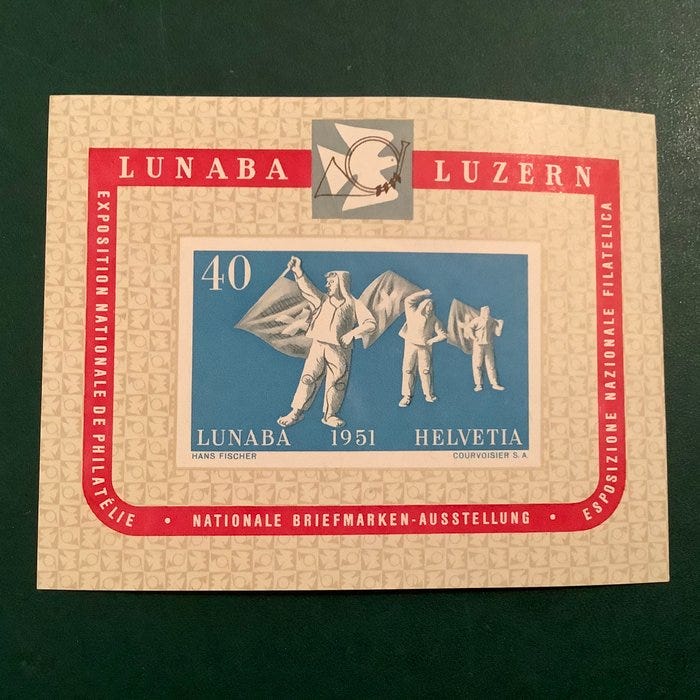 LUNABA LUZERN
EXPOSITION NATIONALE DE PHILATÉLIE
40
LUNABA 1951 HELVETIA
HANS FISCHER COURVOISIER S.A.
• NATIONALE BRIEFMARKEN-AUSSTELLUNG •
ESPOSIZIONE NAZIONALE FILATELICA